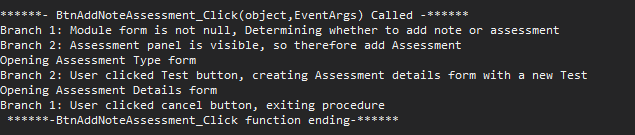 ******- BtnAddNoteAssessment_Click(object,EventArgs) Called -******
Branch 1: Module form is not null, Determining whether to add note or assessment
Branch 2: Assessment panel is visible, so therefore add Assessment
Opening Assessment Type form
Branch 2: User clicked Test button, creating Assessment details form with a new Test
Opening Assessment Details form
Branch 1: User clicked cancel button, exiting procedure
******-BtnAddNoteAssessment_Click function ending-******